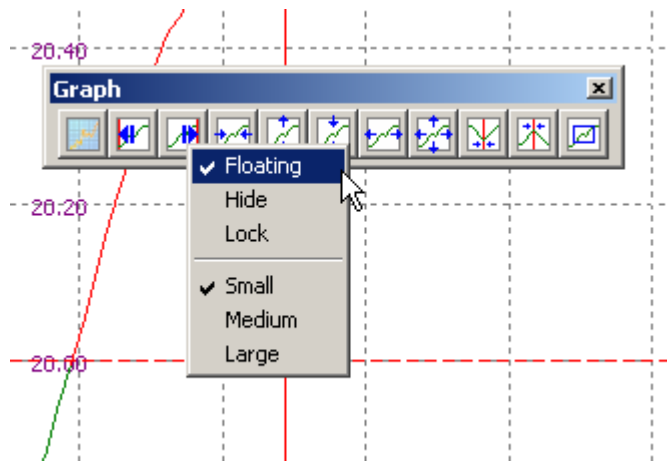 20.40
Graph
Floating
20.20
Hide
Lock
Small
Medium
Large
20.00